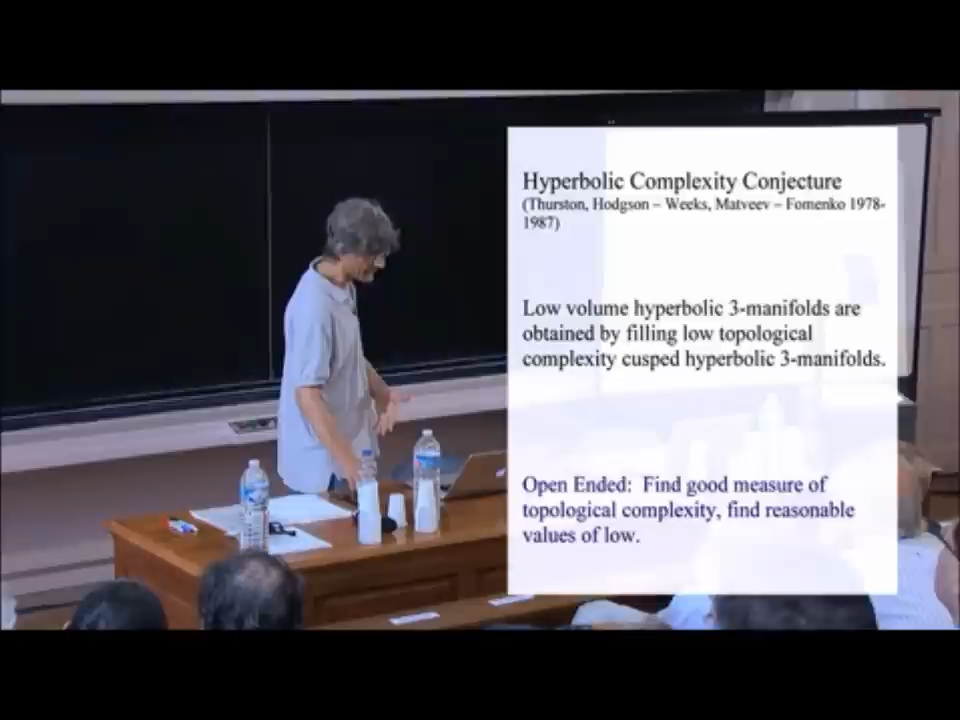 Hyperbolic Complexity Conjecture
(Thurston, Hodgson – Weeks, Matveev – Fomenko 1978-
1987)
Low volume hyperbolic 3-manifolds are
obtained by filling low topological
complexity cusped hyperbolic 3-manifolds.
Open Ended: Find good measure of
topological complexity, find reasonable
values of low.